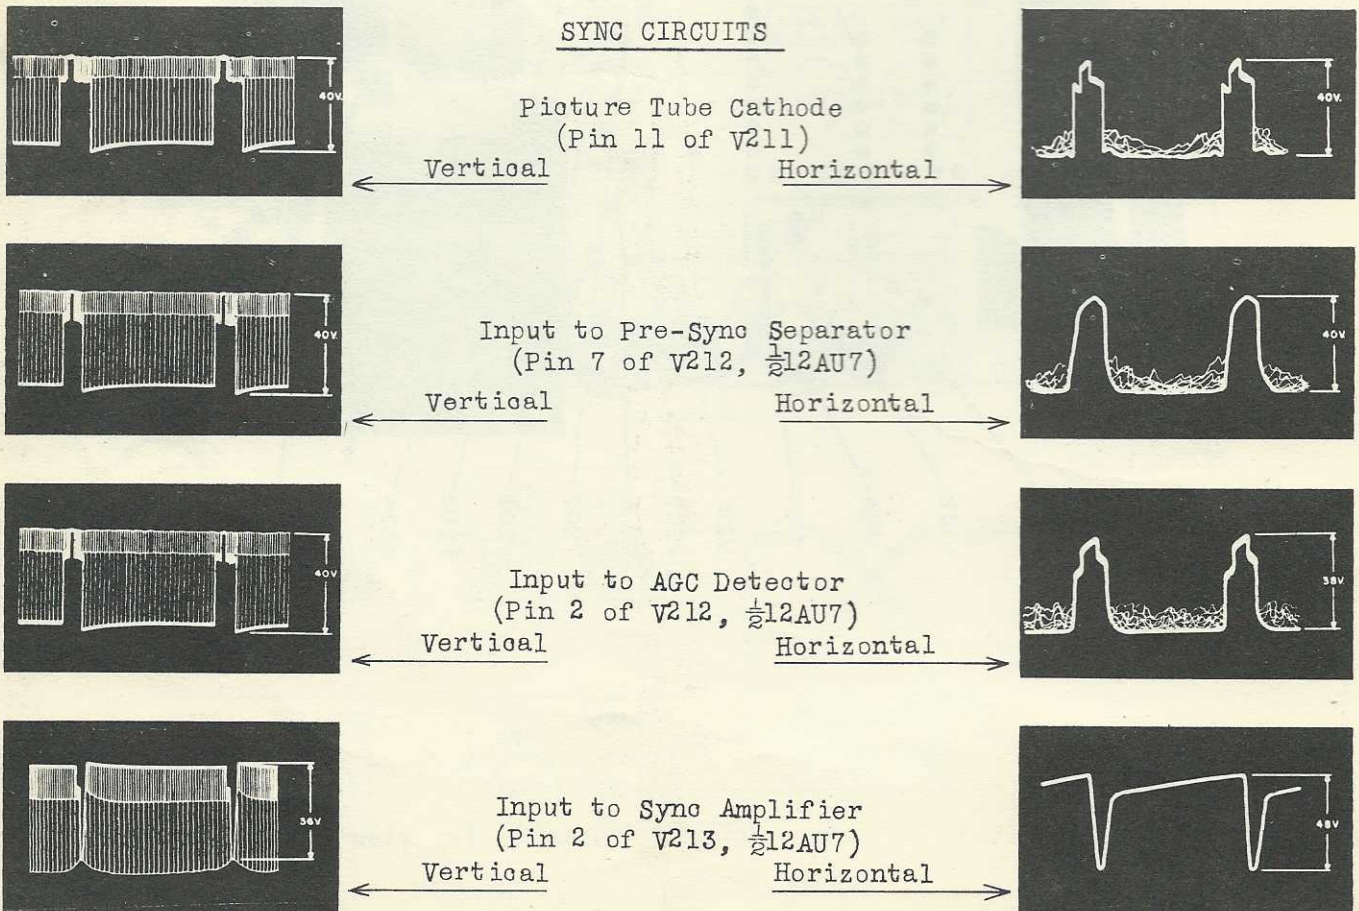 SYNC CIRCUITS
40V.
Picture Tube Cathode
(Pin 11 of V211)
40V.
Vertical
Horizontal
40V.
Input to Pre-Sync Separator
(Pin 7 of V212, ½12AU7)
40V.
Vertical
Horizontal
40V
Input to AGC Detector
(Pin 2 of V212, ½12AU7)
38V
Vertical
Horizontal
36V
Input to Sync Amplifier
(Pin 2 of V213, ½12AU7)
48V
Vertical
Horizontal